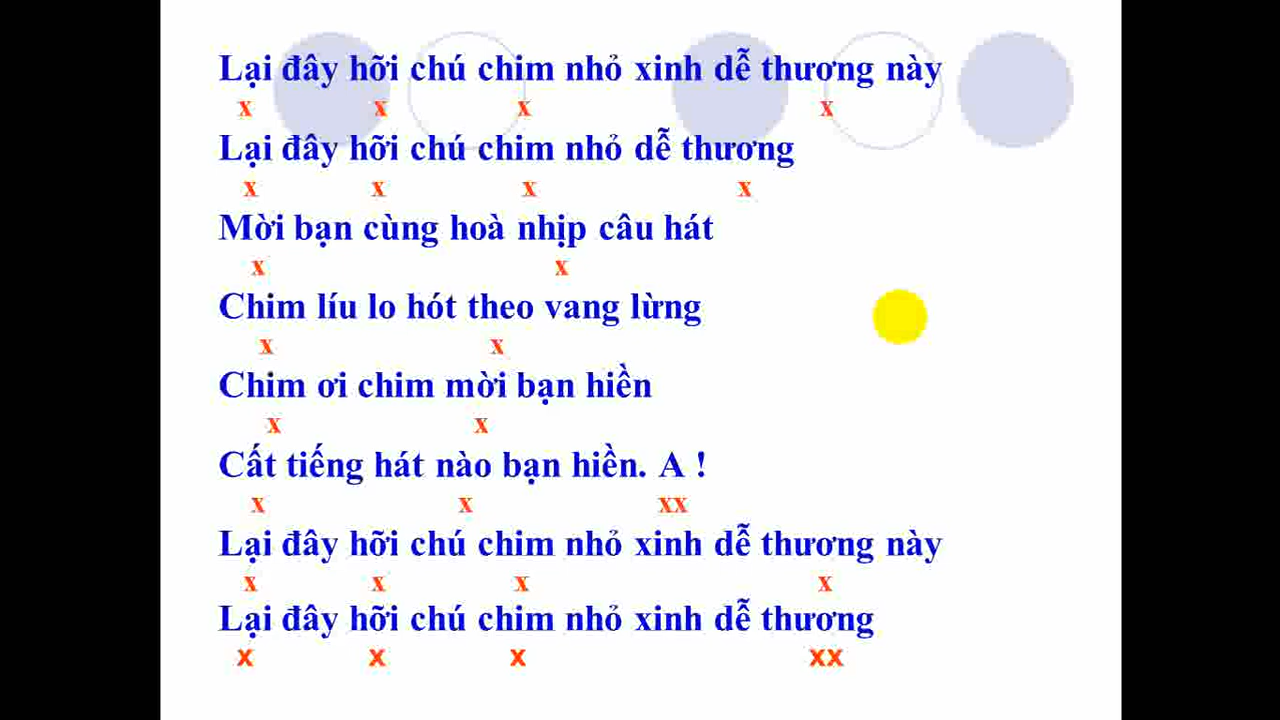 Lại đây hỡi chú chim nhỏ xinh dễ thương này
x x x x
Lại đây hỡi chú chim nhỏ dễ thương
x x x x
Mời bạn cùng hoà nhịp câu hát
x x
Chim líu lo hót theo vang lừng
x x
Chim ơi chim mời bạn hiền
x x
Cất tiếng hát nào bạn hiền. A !
x x xx
Lại đây hỡi chú chim nhỏ xinh dễ thương này
x x x x
Lại đây hỡi chú chim nhỏ xinh dễ thương
x x x xx